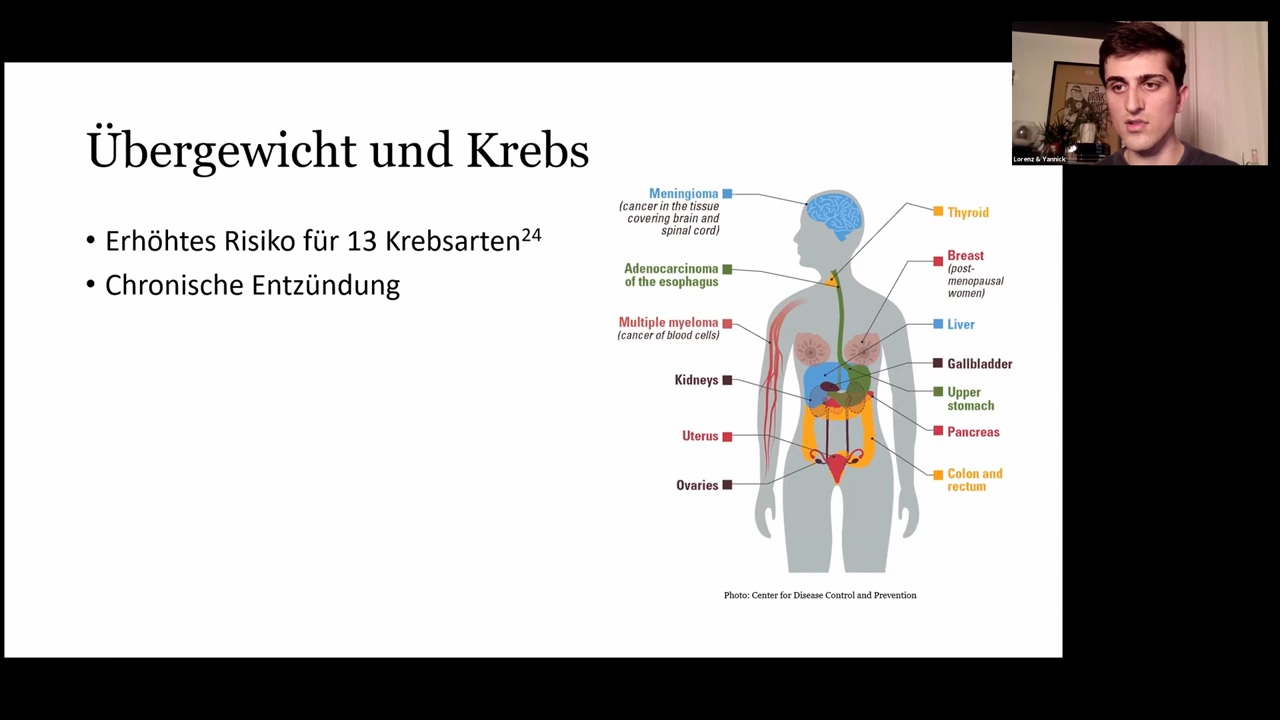 Übergewicht und Krebs
• Erhöhtes Risiko für 13 Krebsarten24
• Chronische Entzündung
Meningioma
(cancer in the tissue
covering brain and
spinal cord)
Adenocarcinoma
of the esophagus
Multiple myeloma
(cancer of blood cells)
Kidneys
Uterus
Ovaries
Thyroid
Breast
(post-
menopausal
women)
Liver
Gallbladder
Upper
stomach
Pancreas
Colon and
rectum
Photo: Center for Disease Control and Prevention
DRINK
Lorenz & Yannick